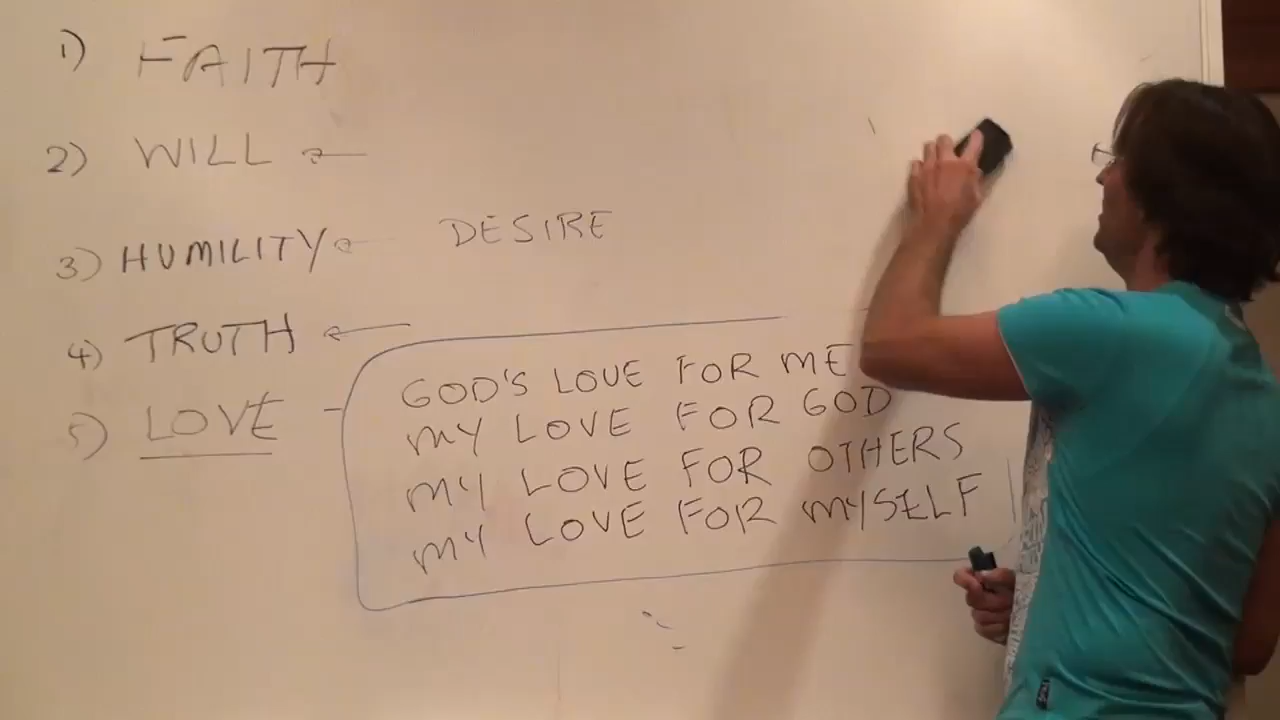 1) FAITH
2) WILL ←
3) HUMILITY ← DESIRE
4) TRUTH ←
5) LOVE -
GOD'S LOVE FOR ME
MY LOVE FOR GOD
MY LOVE FOR OTHERS
MY LOVE FOR MYSELF